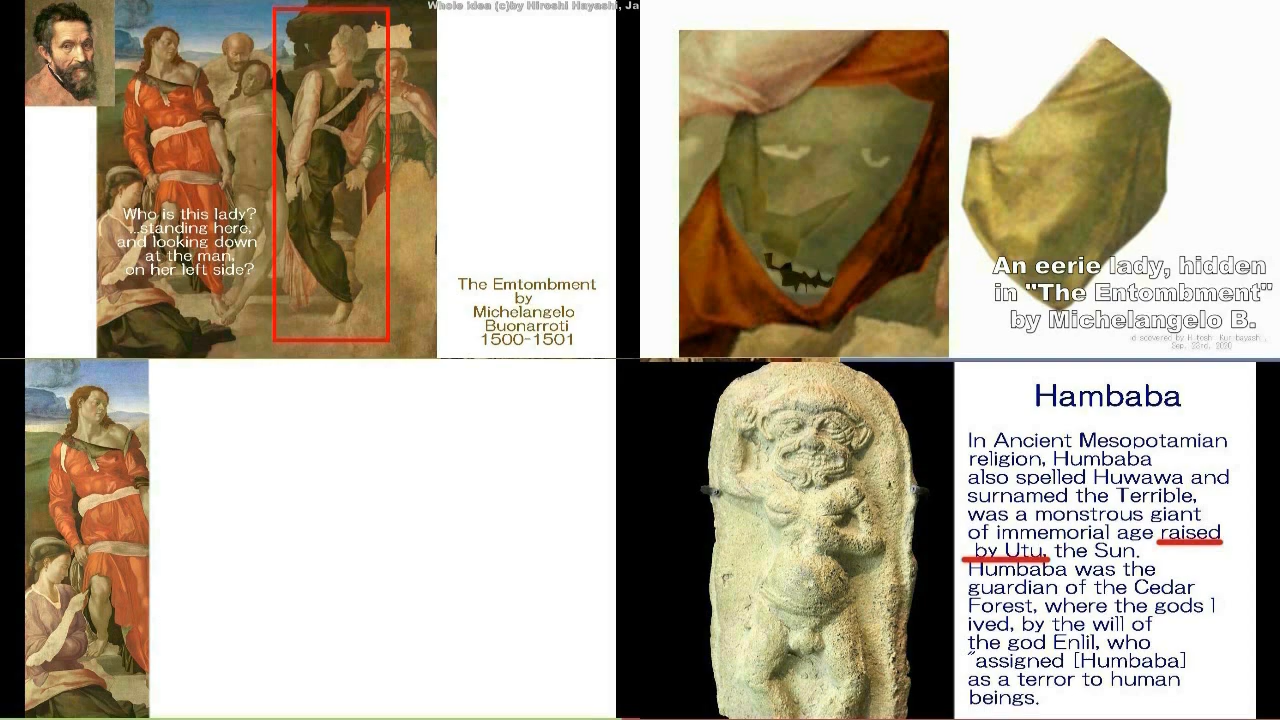 Whole Idea (c)by Hiroshi Hayashi, Ja
Who is this lady?
...standing here,
and looking down
at the man,
on her left side?
The Emtombment
by
Michelangelo
Buonarroti
1500-1501
An eerie lady, hidden
in "The Entombment"
by Michelangelo B.
Hambaba
In Ancient Mesopotamian
religion, Humbaba
also spelled Huwawa and
surnamed the Terrible,
was a monstrous giant
of immemorial age raised
by Utu, the Sun.
Humbaba was the
guardian of the Cedar
Forest, where the gods l
ived, by the will of
the god Enlil, who
"assigned [Humbaba]
as a terror to human
beings.